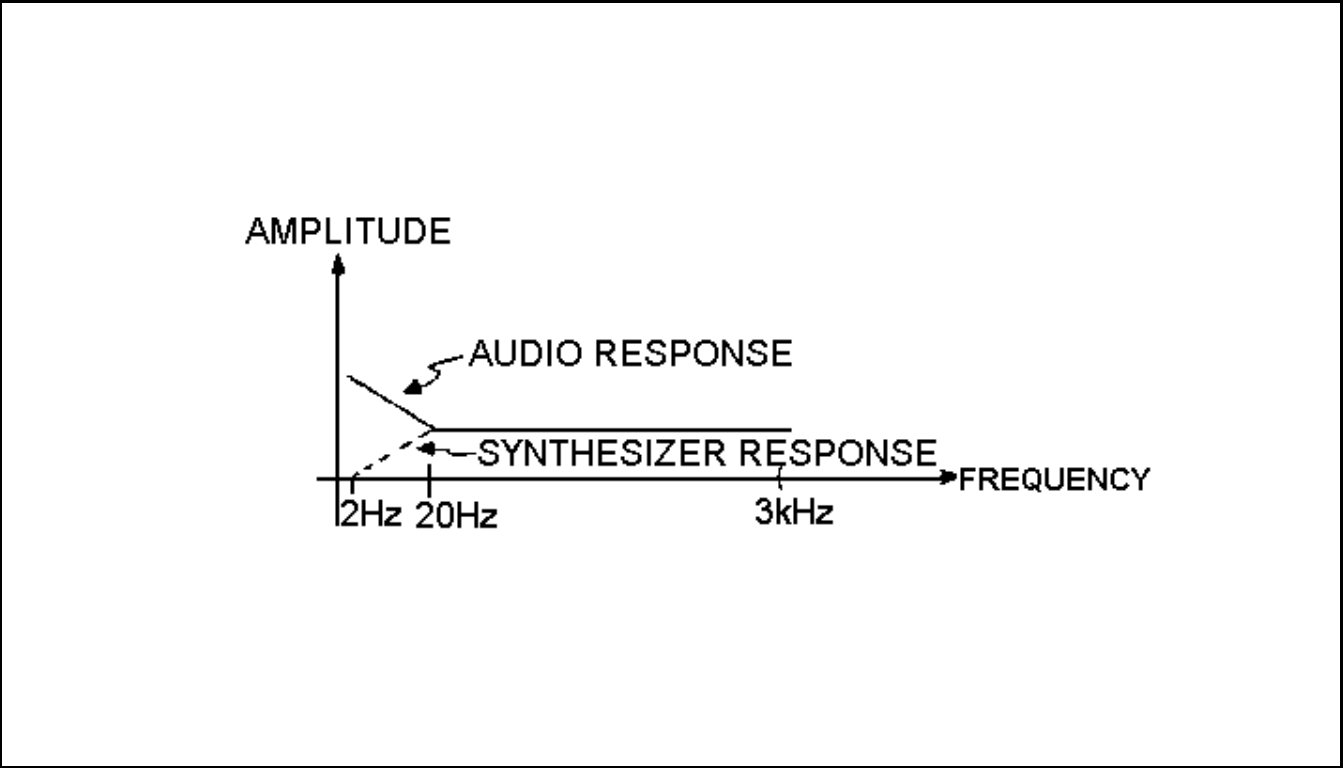 AMPLITUDE
AUDIO RESPONSE
SYNTHESIZER RESPONSE
FREQUENCY
2Hz 20Hz 3kHz